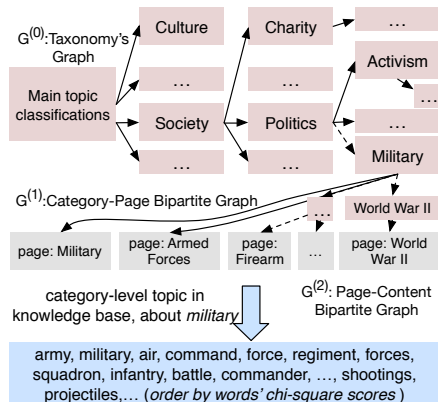 G(0):Taxonomy's
Graph
Culture
Charity
...
...
...
Activism
...
Main topic
classifications
Society
Politics
...
...
...
Military
G(1):Category-Page Bipartite Graph
...
World War II
page: Military
page: Armed
Forces
page:
Firearm
...
page: World
War II
category-level topic in
knowledge base, about military
G(2): Page-Content
Bipartite Graph
army, military, air, command, force, regiment, forces,
squadron, infantry, battle, commander, ..., shootings,
projectiles,... (order by words' chi-square scores )